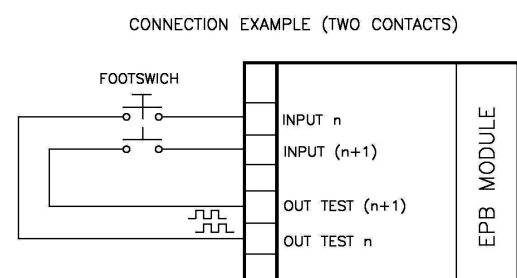 CONNECTION EXAMPLE (TWO CONTACTS)
FOOTSWICH
INPUT n
INPUT (n+1)
OUT TEST (n+1)
OUT TEST n
EPB MODULE